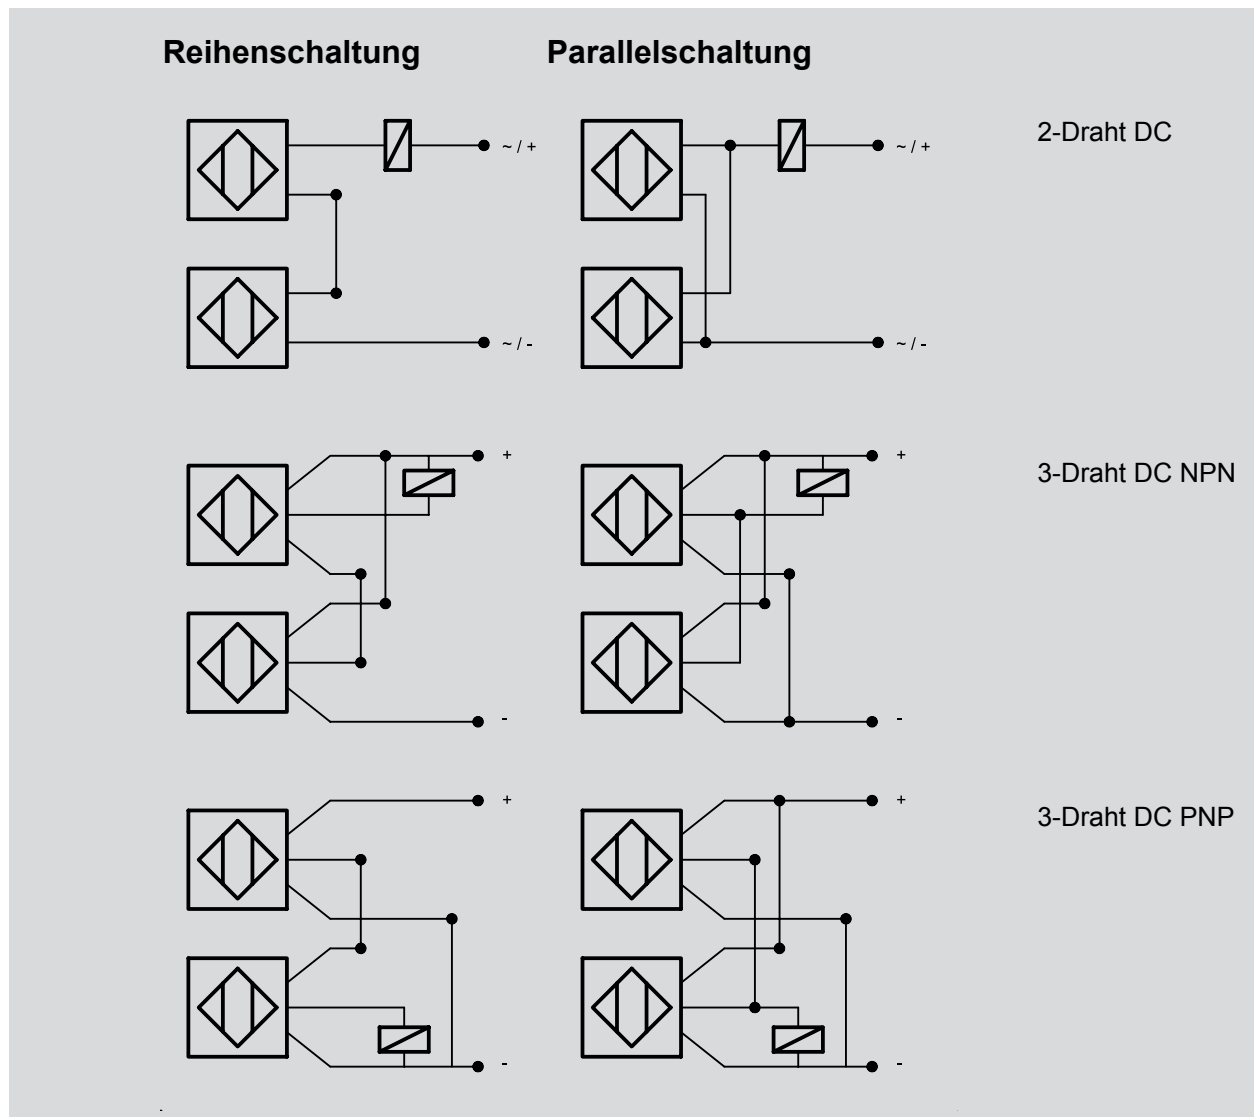 Reihenschaltung Parallelschaltung
2-Draht DC
~ / + ~ / +
~ / - ~ / -
+ +
3-Draht DC NPN
- -
+ +
3-Draht DC PNP
- -